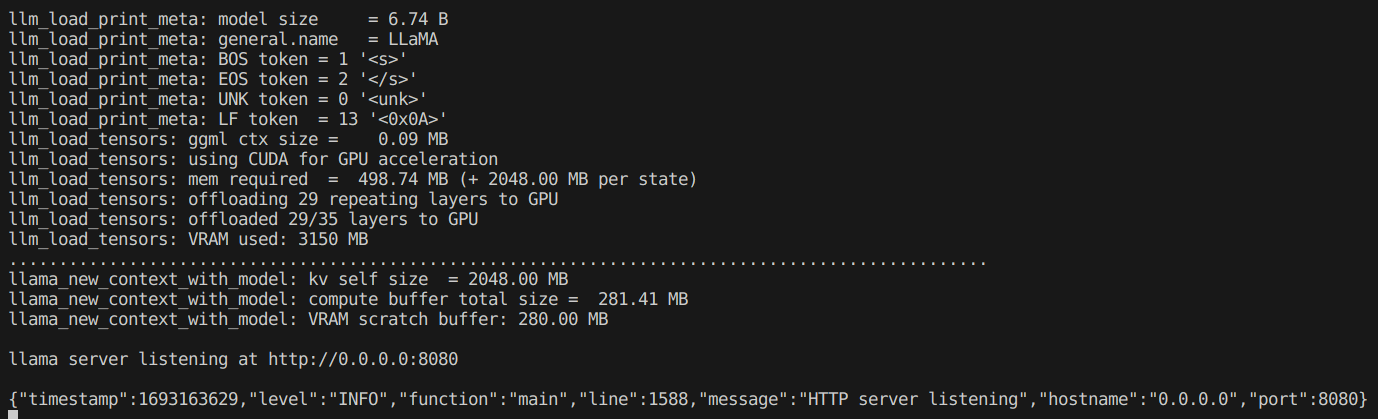 llm_load_print_meta: model size     = 6.74 B
llm_load_print_meta: general.name   = LLaMA
llm_load_print_meta: BOS token = 1 '<s>'
llm_load_print_meta: EOS token = 2 '</s>'
llm_load_print_meta: UNK token = 0 '<unk>'
llm_load_print_meta: LF token  = 13 '<0x0A>'
llm_load_tensors: ggml ctx size =    0.09 MB
llm_load_tensors: using CUDA for GPU acceleration
llm_load_tensors: mem required  =  498.74 MB (+ 2048.00 MB per state)
llm_load_tensors: offloading 29 repeating layers to GPU
llm_load_tensors: offloaded 29/35 layers to GPU
llm_load_tensors: VRAM used: 3150 MB
..................................................................................................
llama_new_context_with_model: kv self size  = 2048.00 MB
llama_new_context_with_model: compute buffer total size =  281.41 MB
llama_new_context_with_model: VRAM scratch buffer: 280.00 MB
llama server listening at http://0.0.0.0:8080
{"timestamp":1693163629,"level":"INFO","function":"main","line":1588,"message":"HTTP server listening","hostname":"0.0.0.0","port":8080}